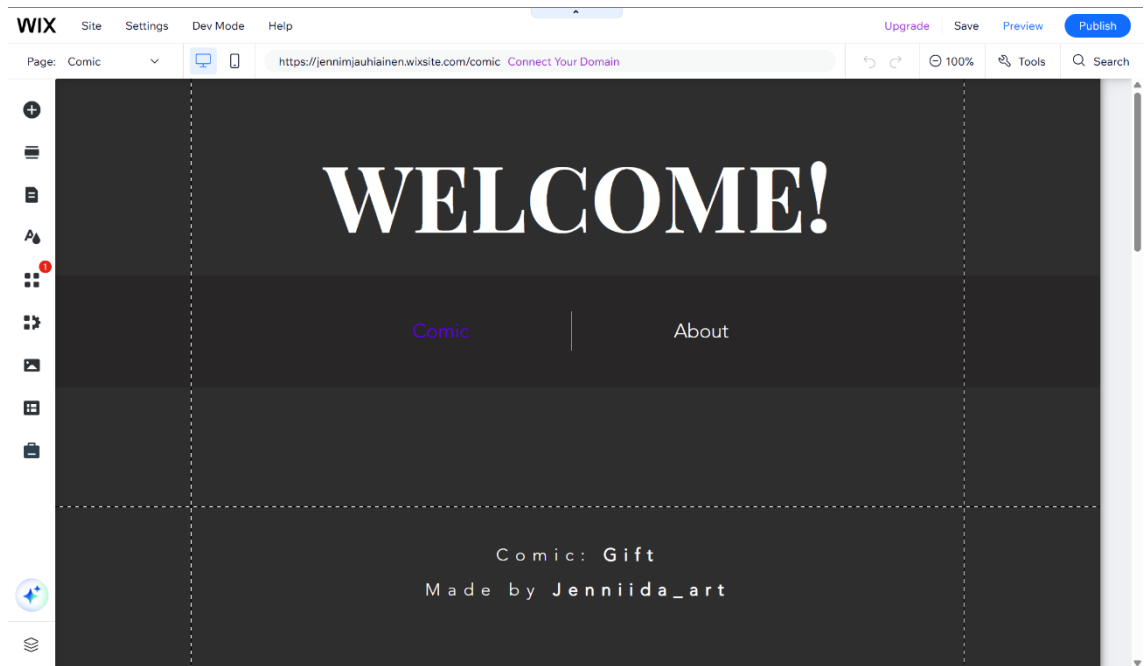 WIX Site Settings Dev Mode Help Upgrade Save Preview Publish
Page: Comic https://jennimjauhiainen.wixsite.com/comic Connect Your Domain 100% Tools Search
WELCOME!
1
Comic About
Comic: Gift
Made by Jenniida_art